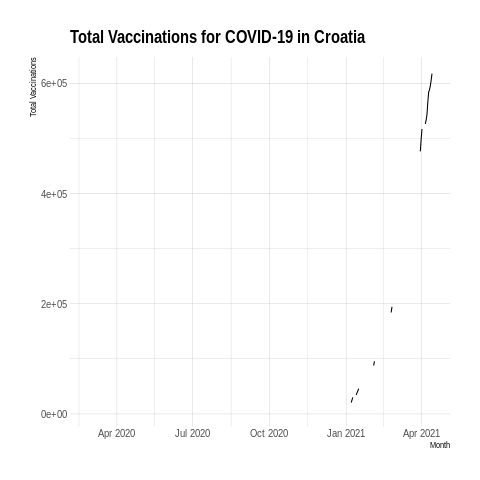 Total Vaccinations for COVID-19 in Croatia
Total Vaccinations
6e+05
4e+05
2e+05
0e+00
Apr 2020 Jul 2020 Oct 2020 Jan 2021 Apr 2021
Month